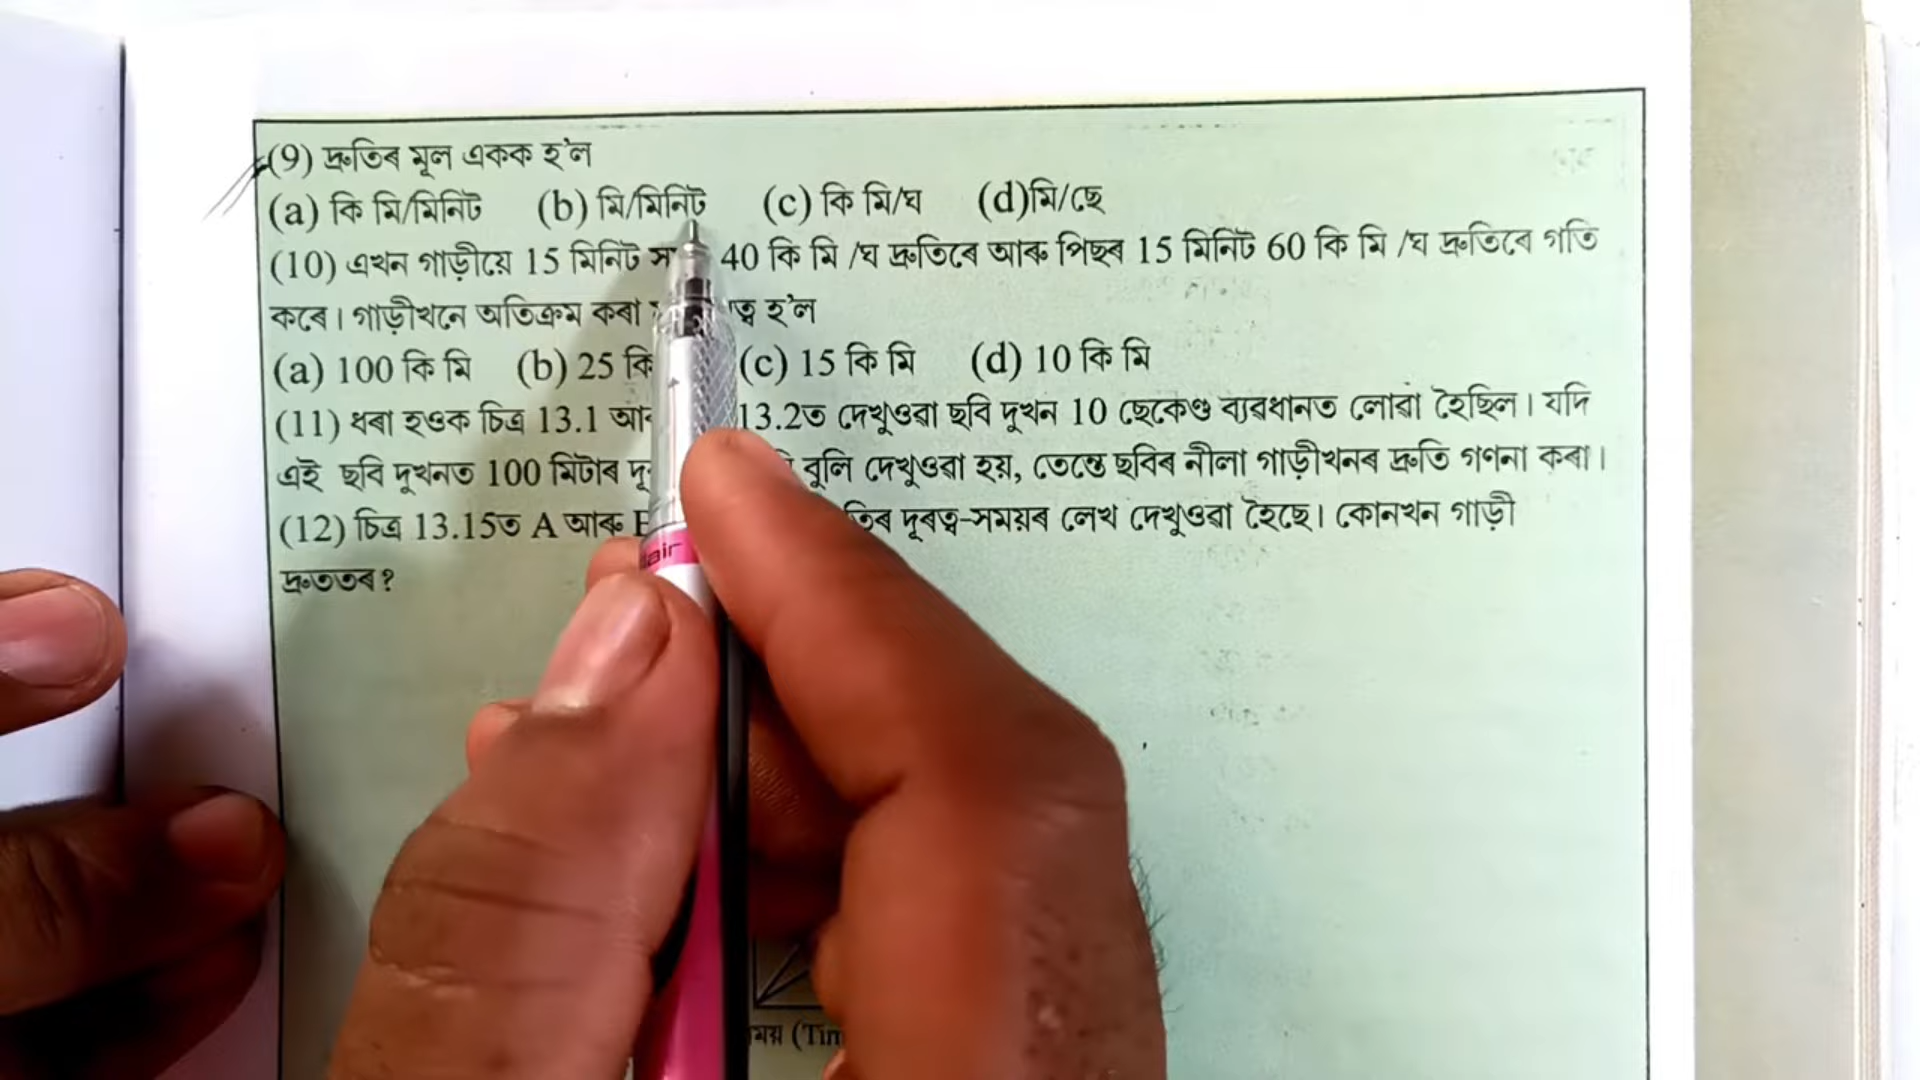 (9) দ্ৰুতিৰ মূল একক হ'ল
(a) কি মি/মিনিট (b) মি/মিনিট (c) কি মি/ঘ (d)মি/ছে
(10) এখন গাড়ীয়ে 15 মিনিট 40 কি মি /ঘ দ্ৰুতিৰে আৰু পিছৰ 15 মিনিট 60 কি মি /ঘ দ্ৰুতিৰে গতি
কৰে। গাড়ীখনে অতিক্ৰম কৰা হ'ল
(a) 100 কি মি (b) 25 কি (c) 15 কি মি (d) 10 কি মি
(11) ধৰা হওক চিত্ৰ 13.1 13.2ত দেখুওৱা ছবি দুখন 10 ছেকেণ্ড ব্যৱধানত লোৱা হৈছিল। যদি
এই ছবি দুখনত 100 মিটাৰ বুলি দেখুওৱা হয়, তেন্তে ছবিৰ নীলা গাড়ীখনৰ দ্ৰুতি গণনা কৰা।
(12) চিত্ৰ 13.15ত A আৰু দূৰত্ব-সময়ৰ লেখ দেখুওৱা হৈছে। কোনখন গাড়ী
দ্ৰুততৰ?